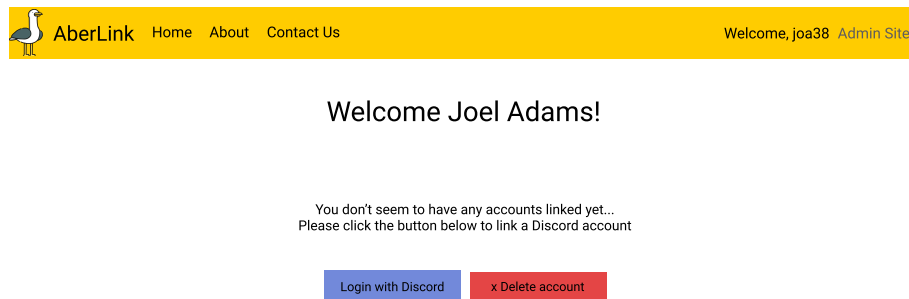 AberLink Home About Contact Us Welcome, joa38 Admin Site
Welcome Joel Adams!
You don’t seem to have any accounts linked yet...
Please click the button below to link a Discord account
Login with Discord x Delete account